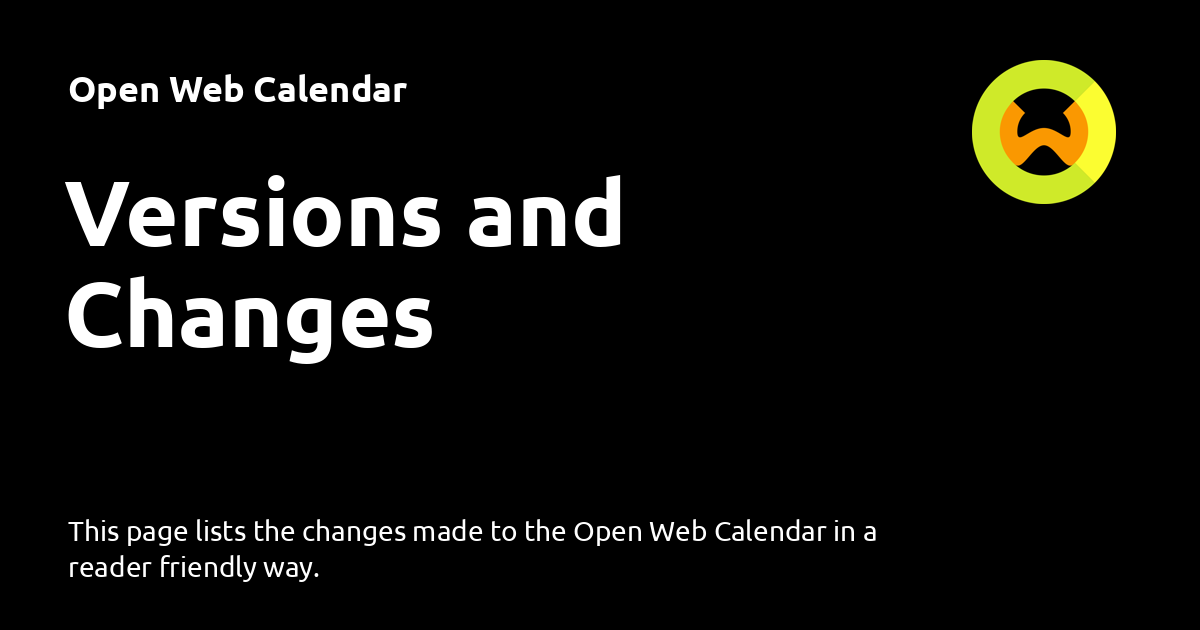 Open Web Calendar
Versions and
Changes
This page lists the changes made to the Open Web Calendar in a
reader friendly way.